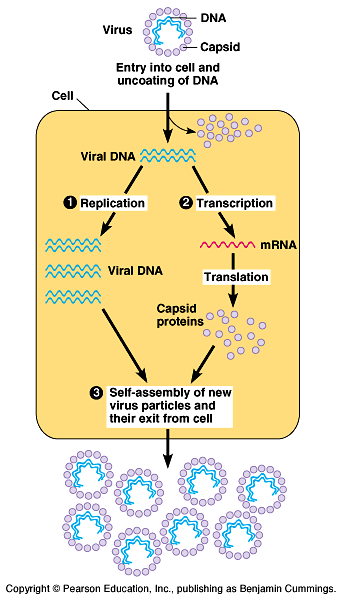 DNA
Virus
Capsid
Entry into cell and
uncoating of DNA
Cell
Viral DNA
1 Replication
2 Transcription
mRNA
Viral DNA
Translation
Capsid
proteins
3 Self-assembly of new
virus particles and
their exit from cell
Copyright © Pearson Education, Inc., publishing as Benjamin Cummings.